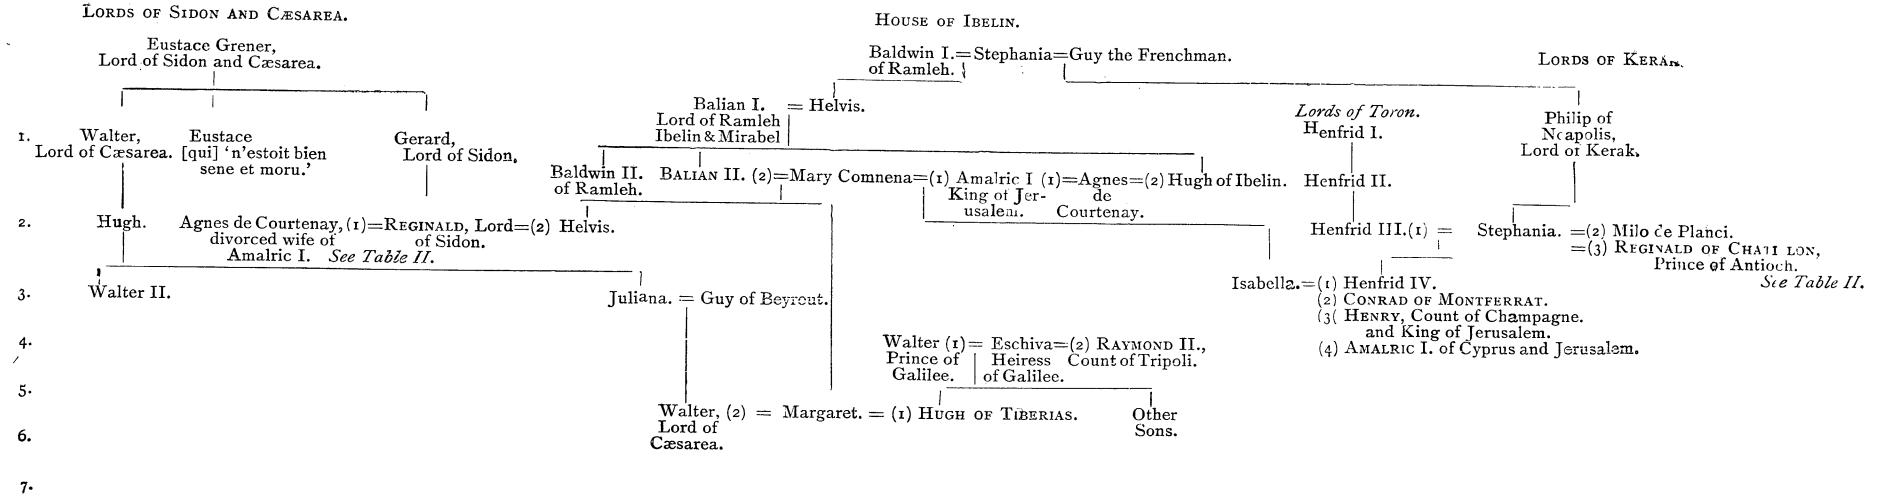 LORDS OF SIDON AND CÆSAREA.
HOUSE OF IBELIN.
Eustace Grener,
Lord of Sidon and Cæsarea.
Baldwin I.=Stephania=Guy the Frenchman.
of Ramleh.
LORDS OF KERAK.
Balian I. = Helvis.
Lord of Ramleh
Ibelin & Mirabel
Lords of Toron.
Henfrid I.
Philip of
Neapolis,
Lord of Kerak.
1.
Walter,
Lord of Cæsarea.
Eustace
[qui] 'n'estoit bien
sene et moru.'
Gerard,
Lord of Sidon.
Baldwin II.
of Ramleh.
BALIAN II. (2)=Mary Comnena=(1) Amalric I (1)=Agnes=(2) Hugh of Ibelin.
King of Jer-
usalem.
de
Courtenay.
Henfrid II.
2.
Hugh.
Agnes de Courtenay, (1)=REGINALD, Lord=(2) Helvis.
divorced wife of
of Sidon.
Amalric I. See Table II.
Henfrid III.(1) = Stephania. =(2) Milo de Planci.
=(3) REGINALD OF CHATILLON,
Prince of Antioch.
See Table II.
3.
Walter II.
Juliana. = Guy of Beyrout.
Isabella.=(1) Henfrid IV.
(2) CONRAD OF MONTFERRAT.
(3( HENRY, Count of Champagne.
and King of Jerusalem.
(4) AMALRIC I. of Cyprus and Jerusalem.
4.
Walter (1)= Eschiva=(2) RAYMOND II.,
Prince of
Heiress
Count of Tripoli.
Galilee.
of Galilee.
5.
Walter, (2) = Margaret. = (1) HUGH OF TIBERIAS.
Lord of
Cæsarea.
Other
Sons.
6.
7.